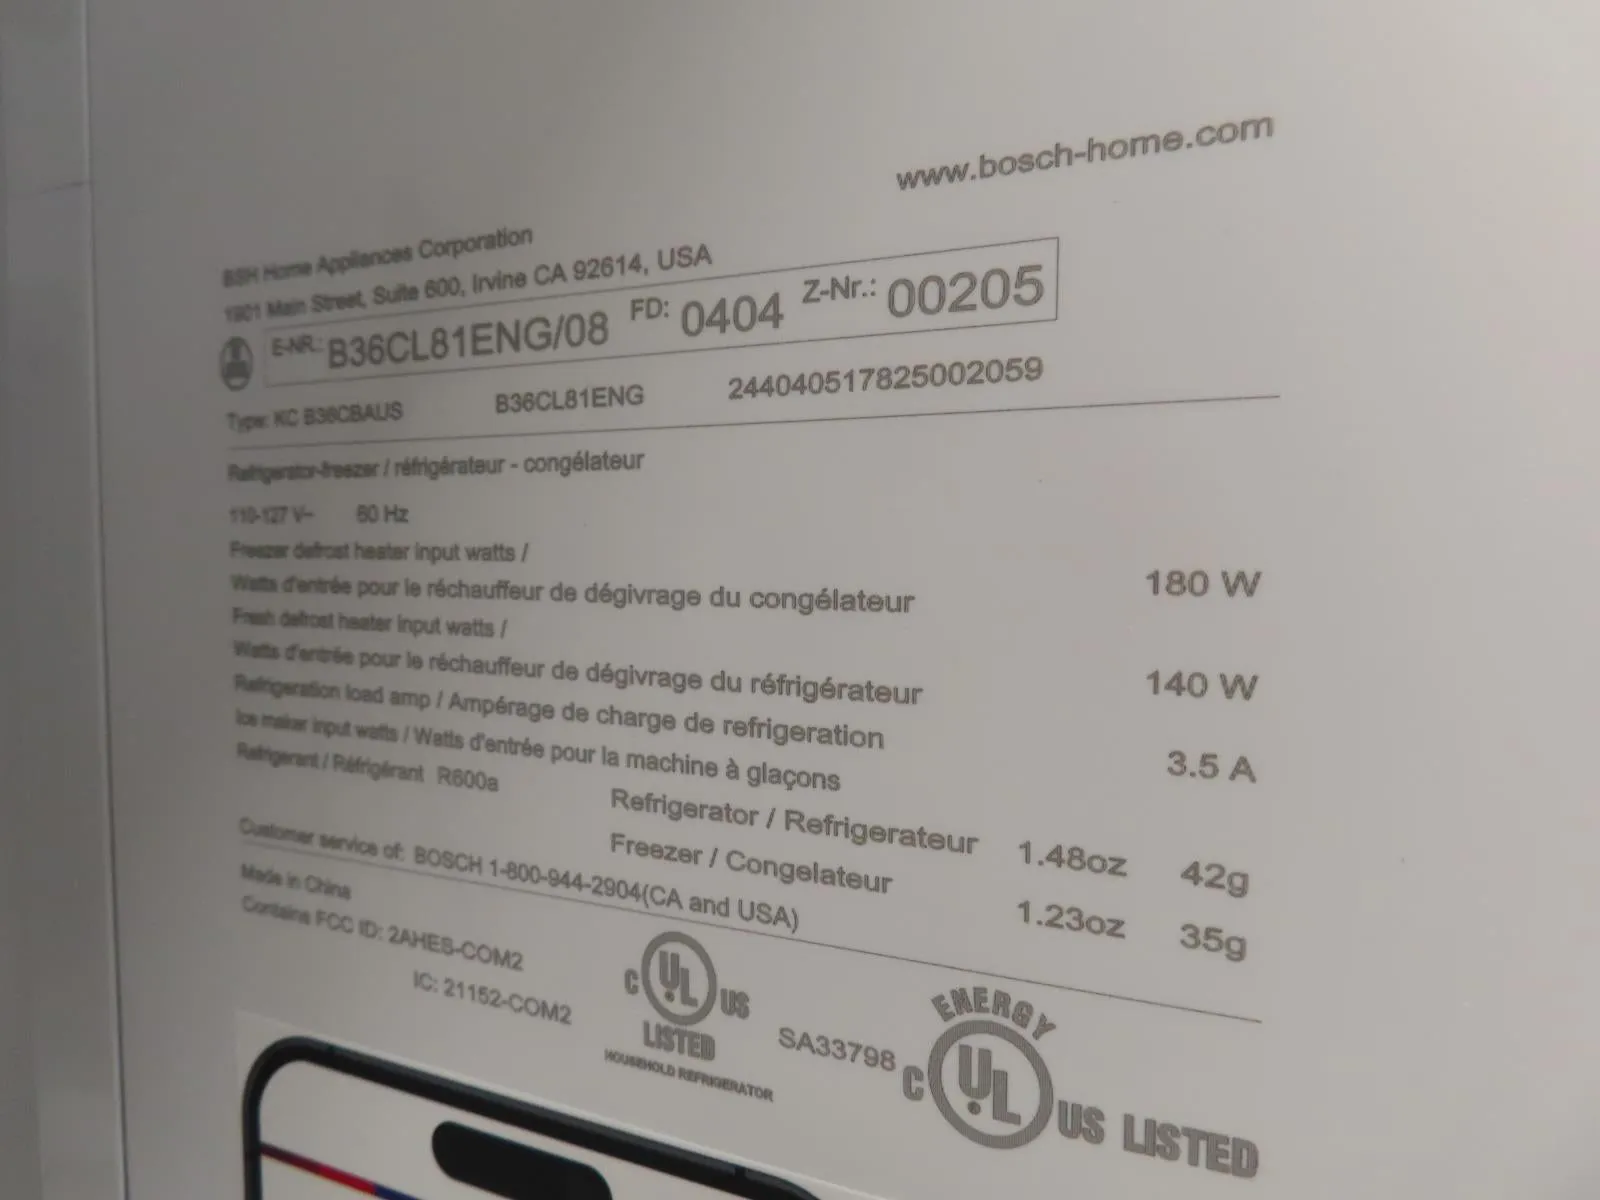 www.bosch-home.com
BSH Home Appliances Corporation
1901 Main Street, Suite 600, Irvine CA 92614, USA
E-NR.: B36CL81ENG/08 FD: 0404 Z-Nr.: 00205
Type: KC B36CBAUS B36CL81ENG 244040517825002059
Refrigerator-freezer / réfrigérateur - congélateur
110-127 V~ 60 Hz
Freezer defrost heater input watts /
Watts d'entrée pour le réchauffeur de dégivrage du congélateur 180 W
Fresh defrost heater input watts /
Watts d'entrée pour le réchauffeur de dégivrage du réfrigérateur 140 W
Refrigeration load amp / Ampérage de charge de refrigeration 3.5 A
Ice maker input watts / Watts d'entrée pour la machine à glaçons
Refrigerant / Réfrigérant R600a Refrigerator / Refrigerateur 1.48oz 42g
Freezer / Congelateur 1.23oz 35g
Customer service of: BOSCH 1-800-944-2904(CA and USA)
Made in China
Contains FCC ID: 2AHES-COM2
IC: 21152-COM2
C UL US
LISTED
HOUSEHOLD REFRIGERATOR
SA33798
ENERGY
C UL US LISTED